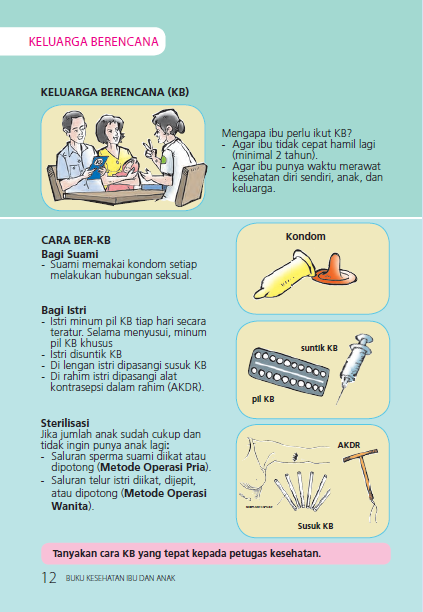 KELUARGA BERENCANA
KELUARGA BERENCANA (KB)
Mengapa ibu perlu ikut KB?
- Agar ibu tidak cepat hamil lagi
(minimal 2 tahun).
- Agar ibu punya waktu merawat
kesehatan diri sendiri, anak, dan
keluarga.
CARA BER-KB
Bagi Suami
- Suami memakai kondom setiap
melakukan hubungan seksual.
Kondom
Bagi Istri
- Istri minum pil KB tiap hari secara
teratur. Selama menyusui, minum
pil KB khusus
- Istri disuntik KB
- Di lengan istri dipasangi susuk KB
- Di rahim istri dipasangi alat
kontrasepsi dalam rahim (AKDR).
suntik KB
pil KB
Sterilisasi
Jika jumlah anak sudah cukup dan
tidak ingin punya anak lagi:
- Saluran sperma suami diikat atau
dipotong (Metode Operasi Pria).
- Saluran telur istri diikat, dijepit,
atau dipotong (Metode Operasi
Wanita).
AKDR
Susuk KB
Tanyakan cara KB yang tepat kepada petugas kesehatan.
12 BUKU KESEHATAN IBU DAN ANAK